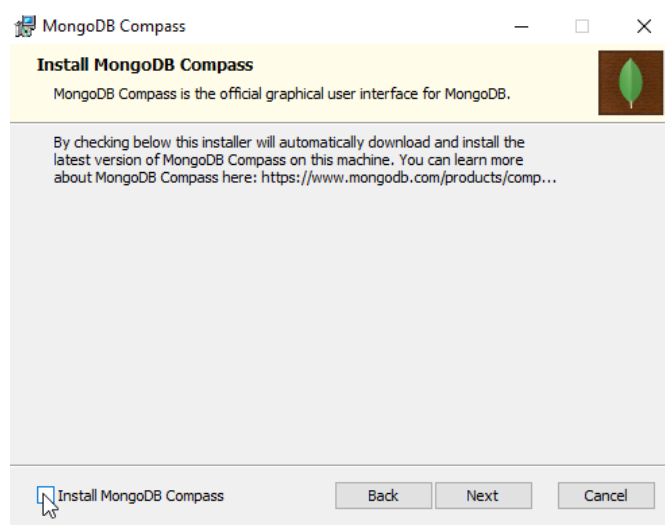 MongoDB Compass
Install MongoDB Compass
MongoDB Compass is the official graphical user interface for MongoDB.
By checking below this installer will automatically download and install the
latest version of MongoDB Compass on this machine. You can learn more
about MongoDB Compass here: https://www.mongodb.com/products/comp...
Install MongoDB Compass
Back
Next
Cancel